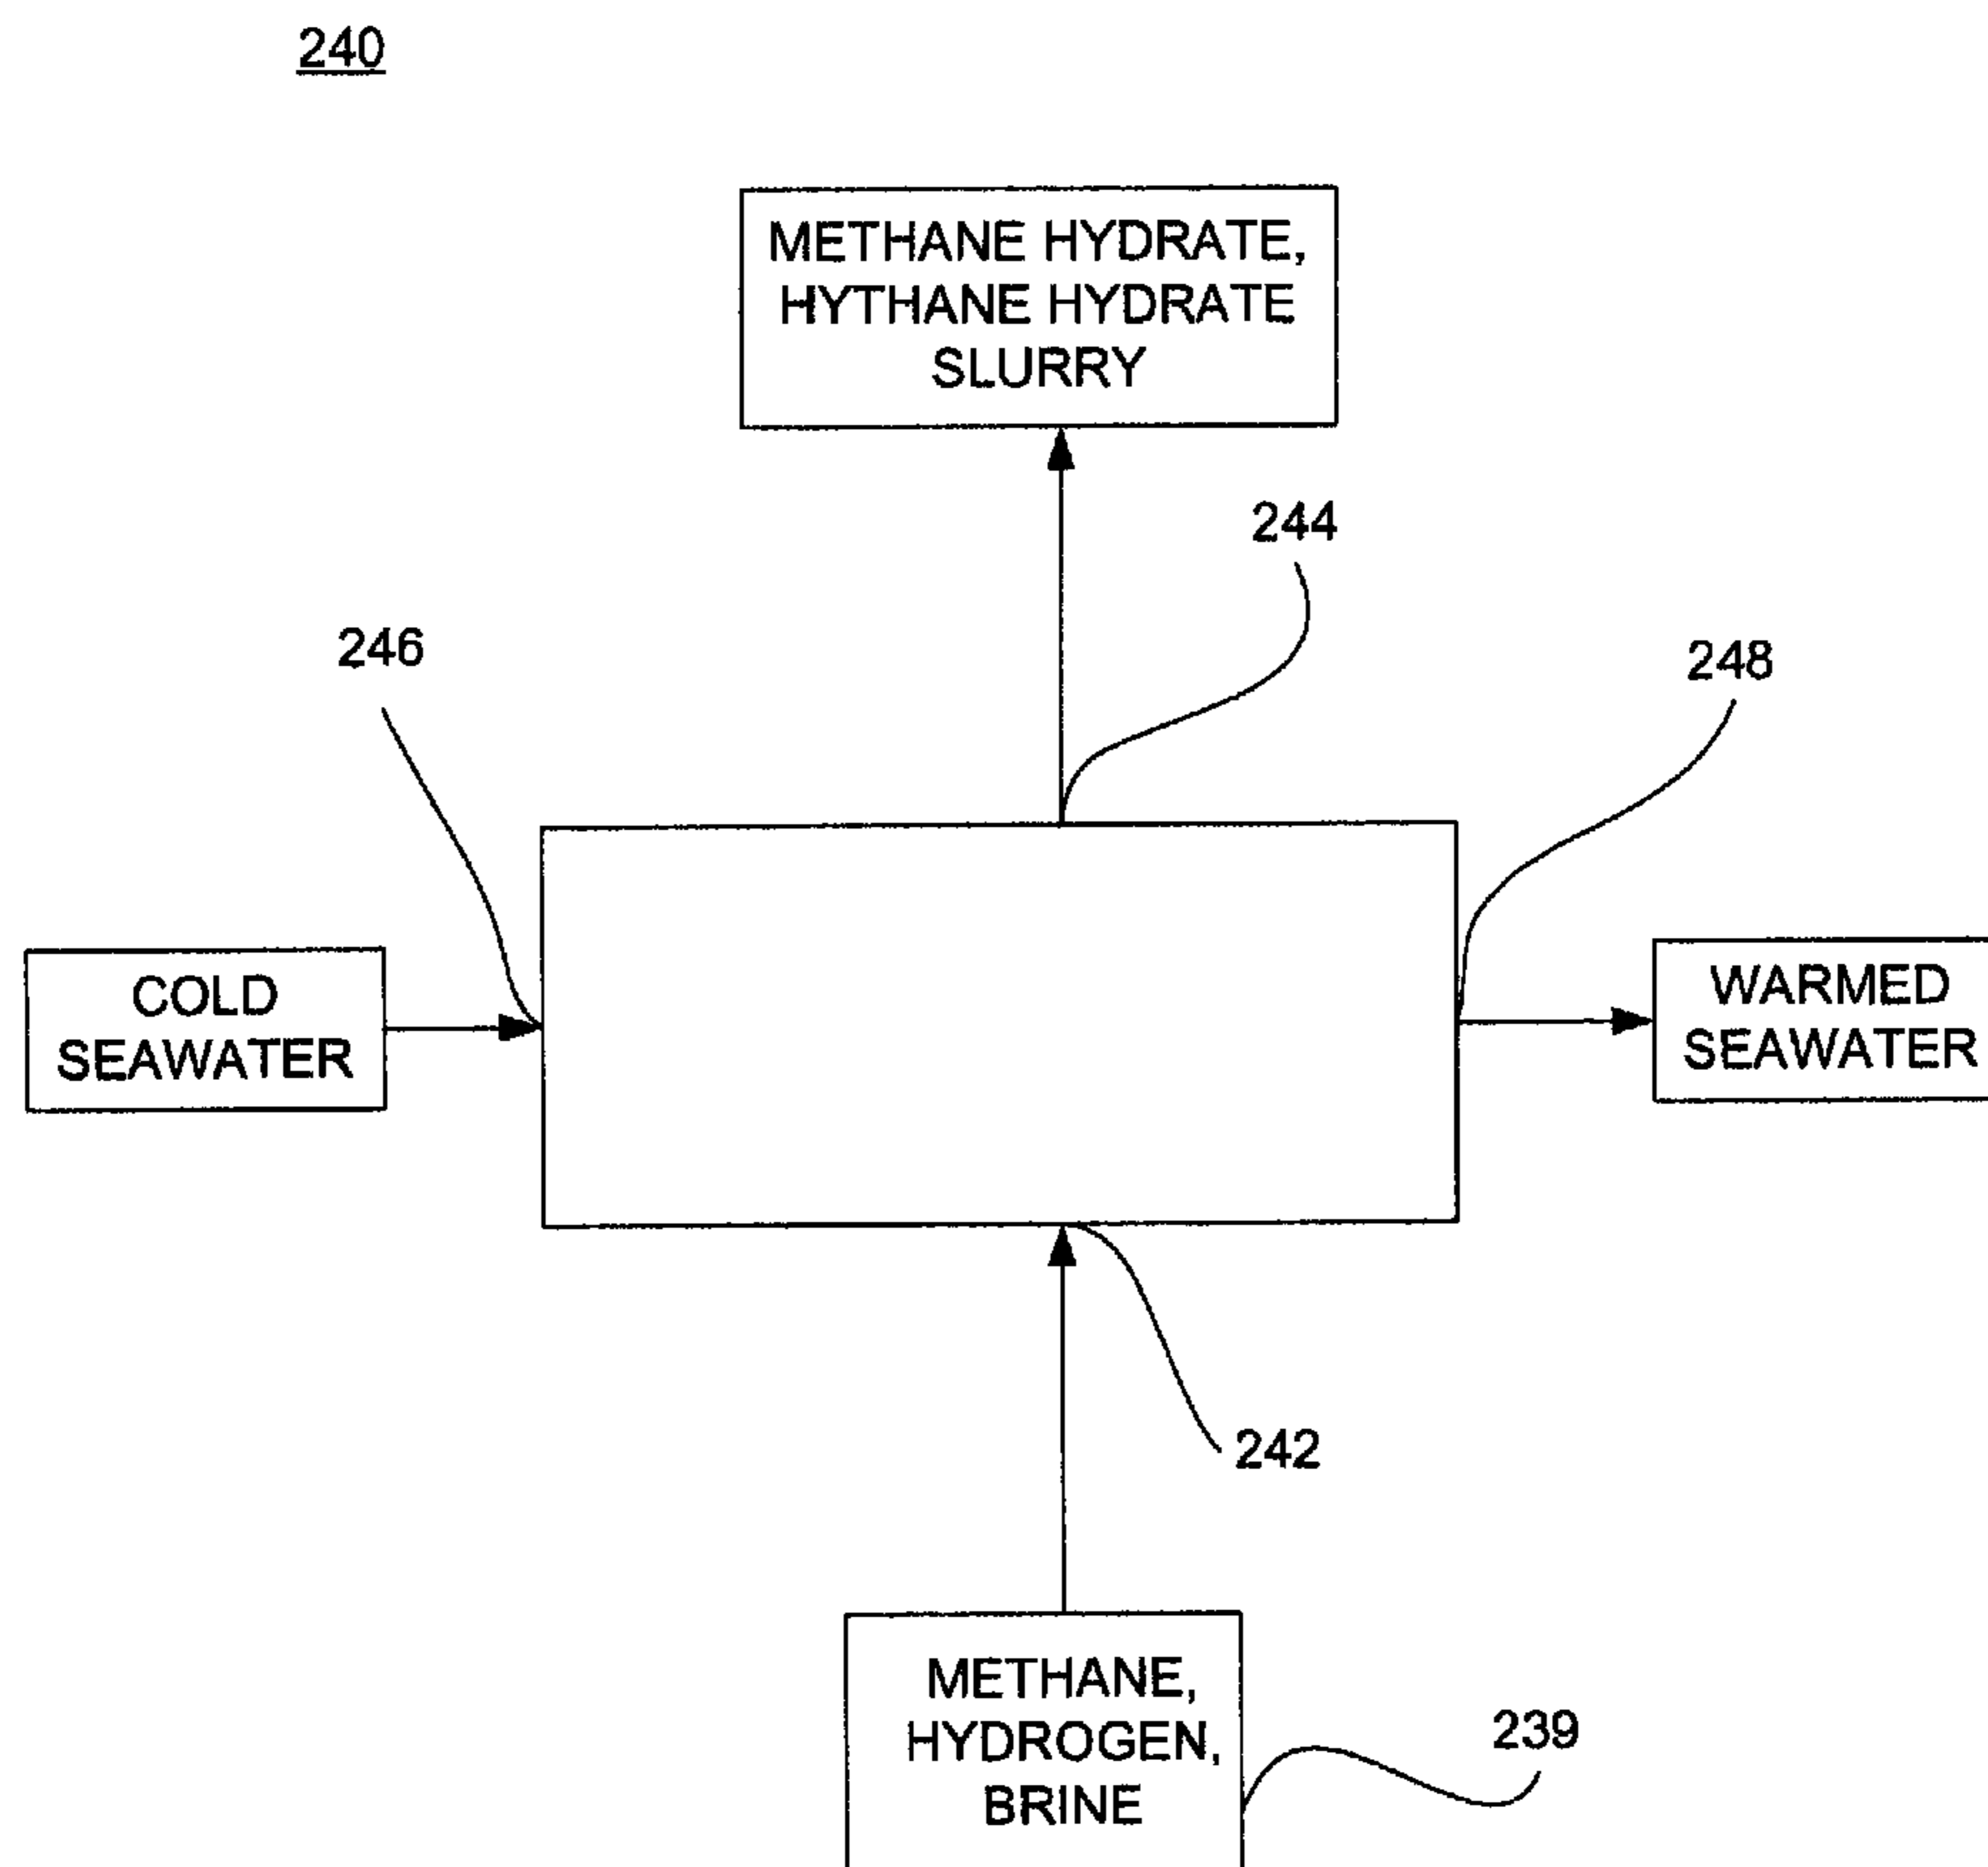 240
METHANE HYDRATE,
HYTHANE HYDRATE
SLURRY
244
246
248
COLD
SEAWATER
WARMED
SEAWATER
242
METHANE,
HYDROGEN,
BRINE
239